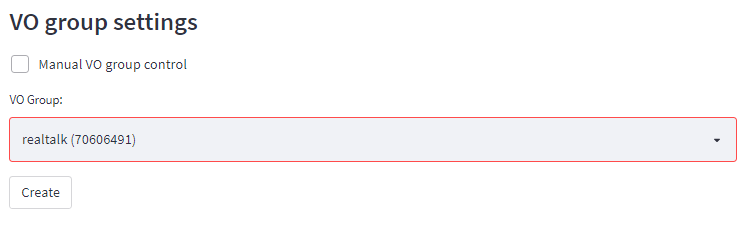 VO group settings
Manual VO group control
VO Group:
realtalk (70606491)
Create